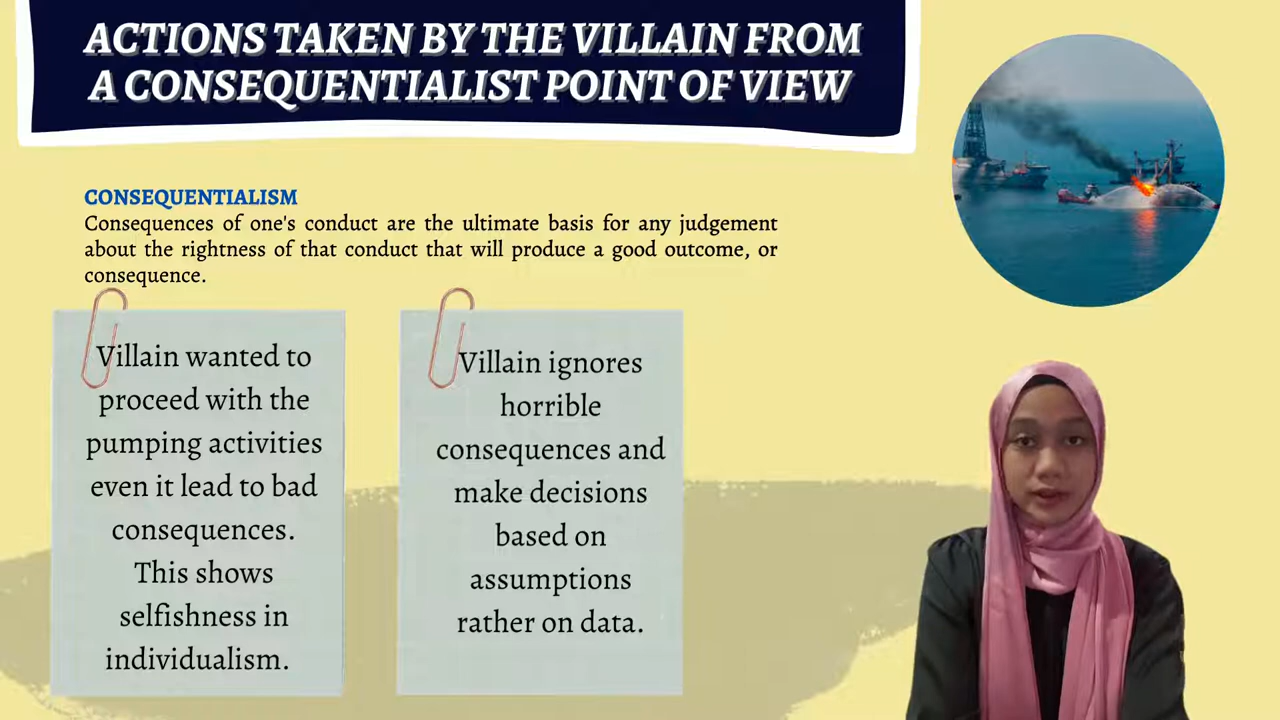 ACTIONS TAKEN BY THE VILLAIN FROM
A CONSEQUENTIALIST POINT OF VIEW
CONSEQUENTIALISM
Consequences of one's conduct are the ultimate basis for any judgement
about the rightness of that conduct that will produce a good outcome, or
consequence.
Villain wanted to
proceed with the
pumping activities
even it lead to bad
consequences.
This shows
selfishness in
individualism.
Villain ignores
horrible
consequences and
make decisions
based on
assumptions
rather on data.